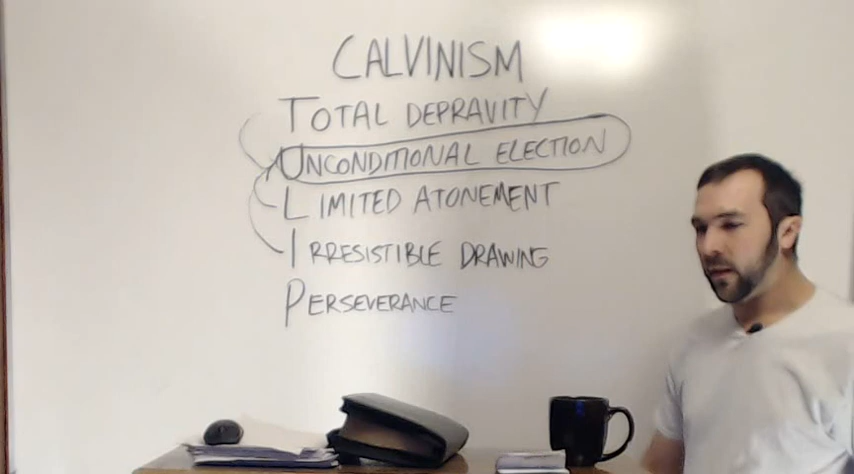 CALVINISM
TOTAL DEPRAVITY
UNCONDITIONAL ELECTION
LIMITED ATONEMENT
IRRESISTIBLE DRAWING
PERSEVERANCE